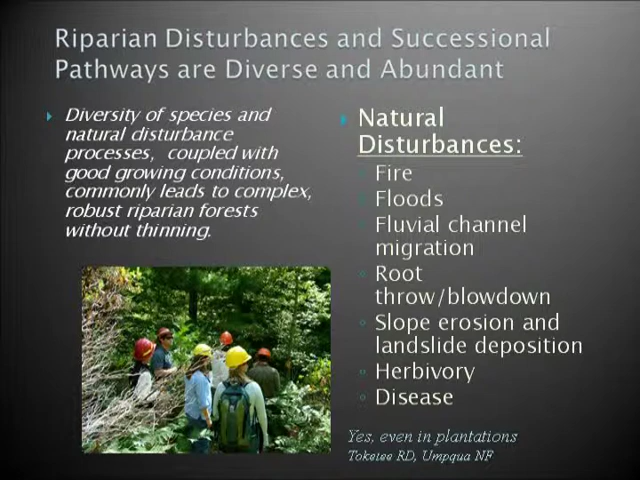 Riparian Disturbances and Successional
Pathways are Diverse and Abundant
Diversity of species and
natural disturbance
processes, coupled with
good growing conditions,
commonly leads to complex,
robust riparian forests
without thinning.
Natural
Disturbances:
Fire
Floods
Fluvial channel
migration
Root
throw/blowdown
Slope erosion and
landslide deposition
Herbivory
Disease
Yes, even in plantations
Toketee RD, Umpqua NF